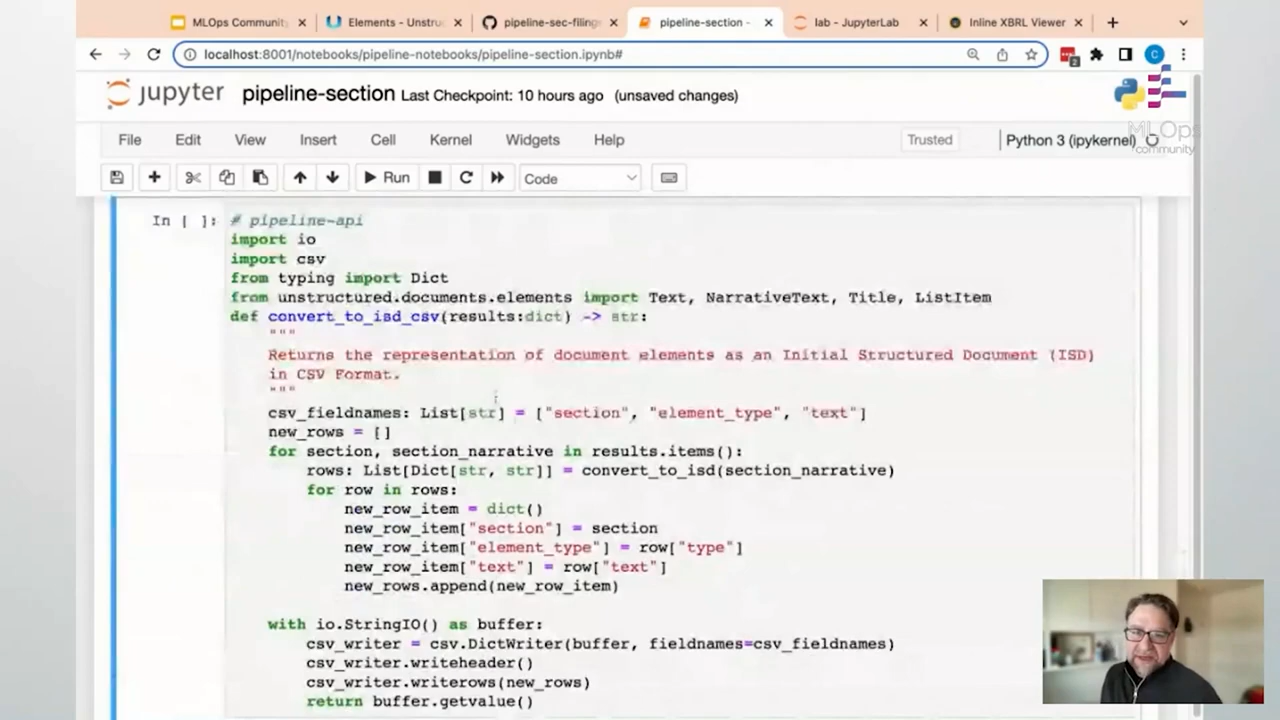 MLOps Communit
Elements - Unstru
pipeline-sec-filing
pipeline-section -
lab - JupyterLab
Inline XBRL Viewer
localhost:8001/notebooks/pipeline-notebooks/pipeline-section.ipynb#
2
C
jupyter pipeline-section Last Checkpoint: 10 hours ago (unsaved changes)
File Edit View Insert Cell Kernel Widgets Help
Trusted
Python 3 (ipykernel)
MLOps
community
Run
Code
In [ ]: # pipeline-api
import io
import csv
from typing import Dict
from unstructured.documents.elements import Text, NarrativeText, Title, ListItem
def convert_to_isd_csv(results:dict) -> str:
"""
Returns the representation of document elements as an Initial Structured Document (ISD)
in CSV Format.
"""
csv_fieldnames: List[str] = ["section", "element_type", "text"]
new_rows = []
for section, section_narrative in results.items():
rows: List[Dict[str, str]] = convert_to_isd(section_narrative)
for row in rows:
new_row_item = dict()
new_row_item["section"] = section
new_row_item["element_type"] = row["type"]
new_row_item["text"] = row["text"]
new_rows.append(new_row_item)
with io.StringIO() as buffer:
csv_writer = csv.DictWriter(buffer, fieldnames=csv_fieldnames)
csv_writer.writeheader()
csv_writer.writerows(new_rows)
return buffer.getvalue()